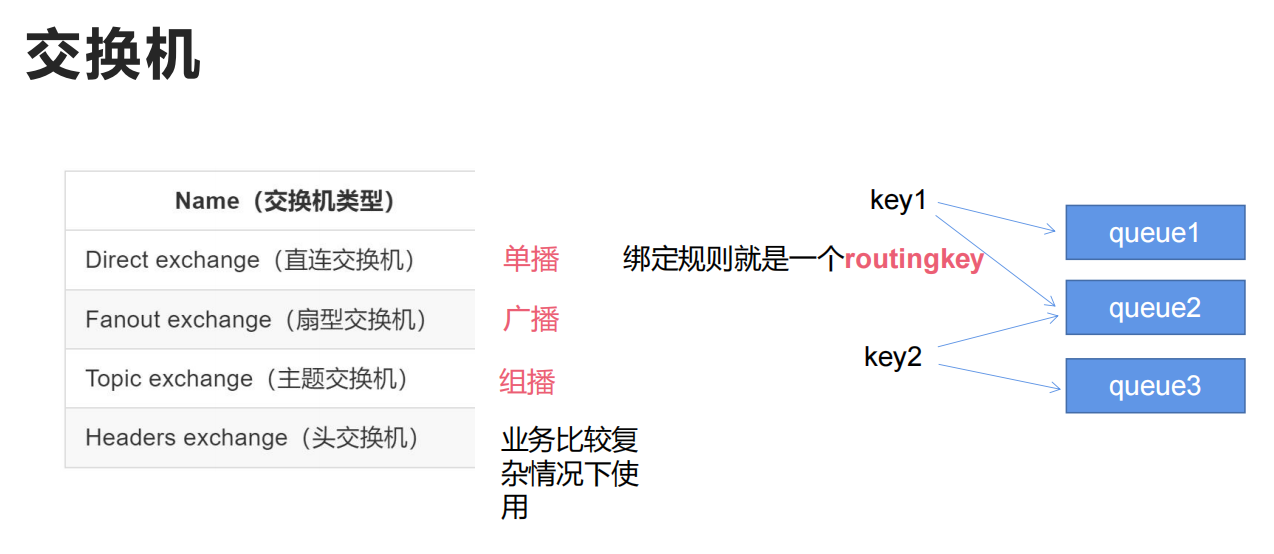 交换机
Name（交换机类型）
Direct exchange（直连交换机）
单播
绑定规则就是一个routingkey
Fanout exchange（扇型交换机）
广播
Topic exchange（主题交换机）
组播
Headers exchange（头交换机）
业务比较复
杂情况下使
用
key1
key2
queue1
queue2
queue3